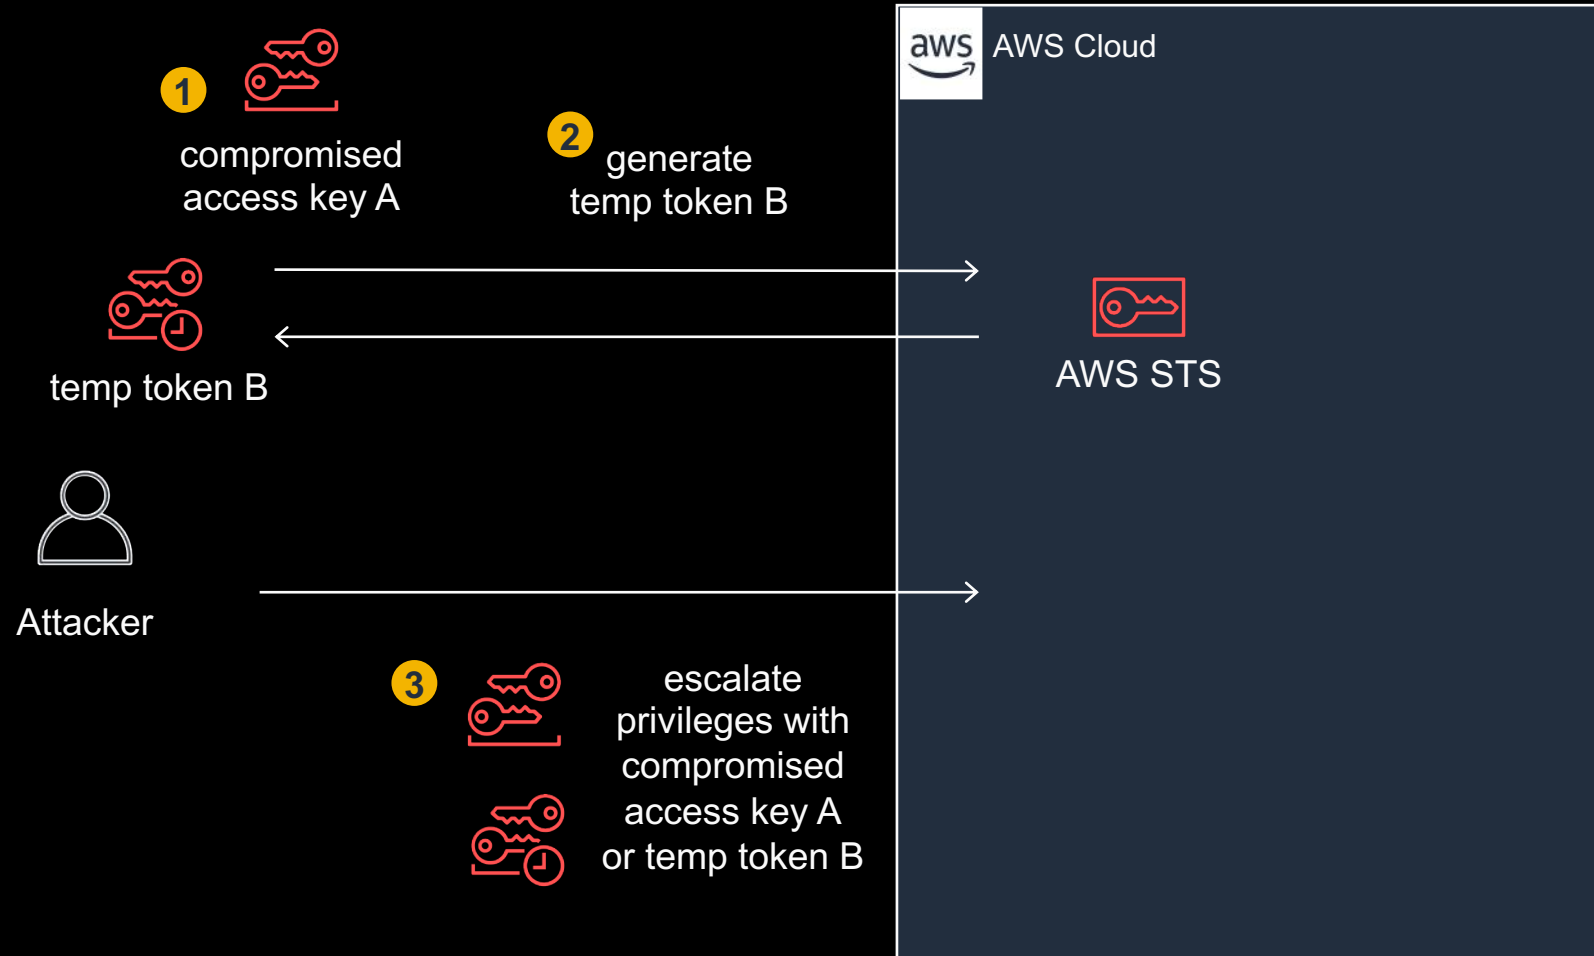 aws
AWS Cloud
1
compromised
access key A
2
generate
temp token B
temp token B
AWS STS
Attacker
3
escalate
privileges with
compromised
access key A
or temp token B